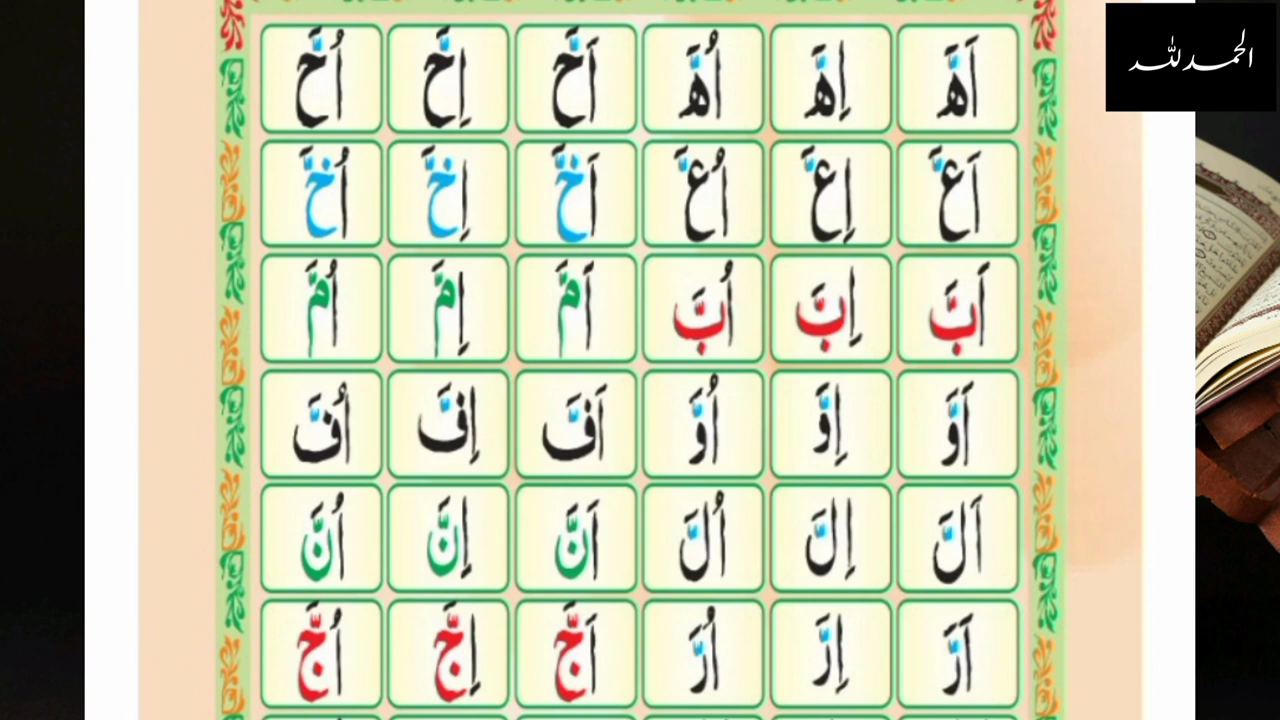 الحمد لله
اَهَّ اِهَّ اُهَّ اَحَّ اِحَّ اُحَّ
اَعَّ اِعَّ اُعَّ اَخَّ اِخَّ اُخَّ
اَبَّ اِبَّ اُبَّ اَمَّ اِمَّ اُمَّ
اَوَّ اِوَّ اُوَّ اَفَّ اِفَّ اُفَّ
اَلَّ اِلَّ اُلَّ اَنَّ اِنَّ اُنَّ
اَرَّ اِرَّ اُرَّ اَجَّ اِجَّ اُجَّ